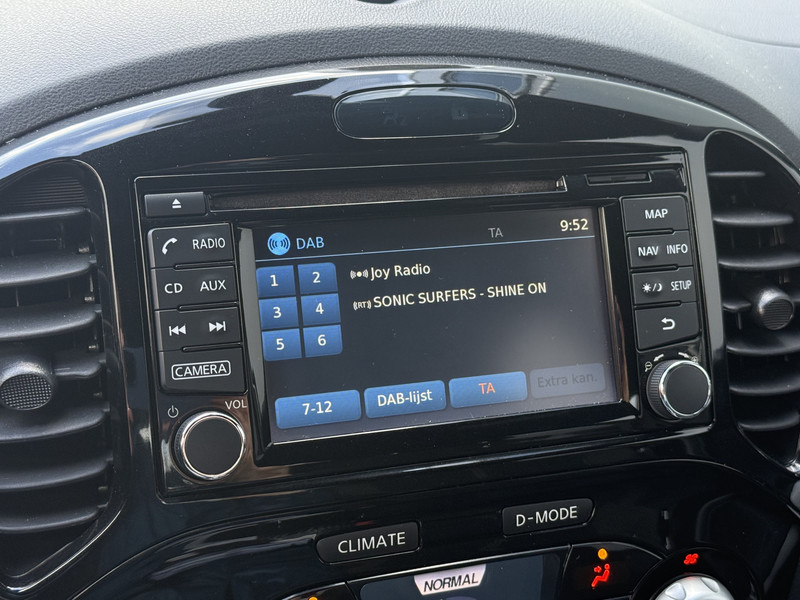 DAB
TA
9:52
1 2
3 4
5 6
Joy Radio
(RT) SONIC SURFERS - SHINE ON
7-12
DAB-lijst
TA
Extra kan.
RADIO
CD AUX
CAMERA
VOL
MAP
NAV INFO
SETUP
CLIMATE
D-MODE
NORMAL